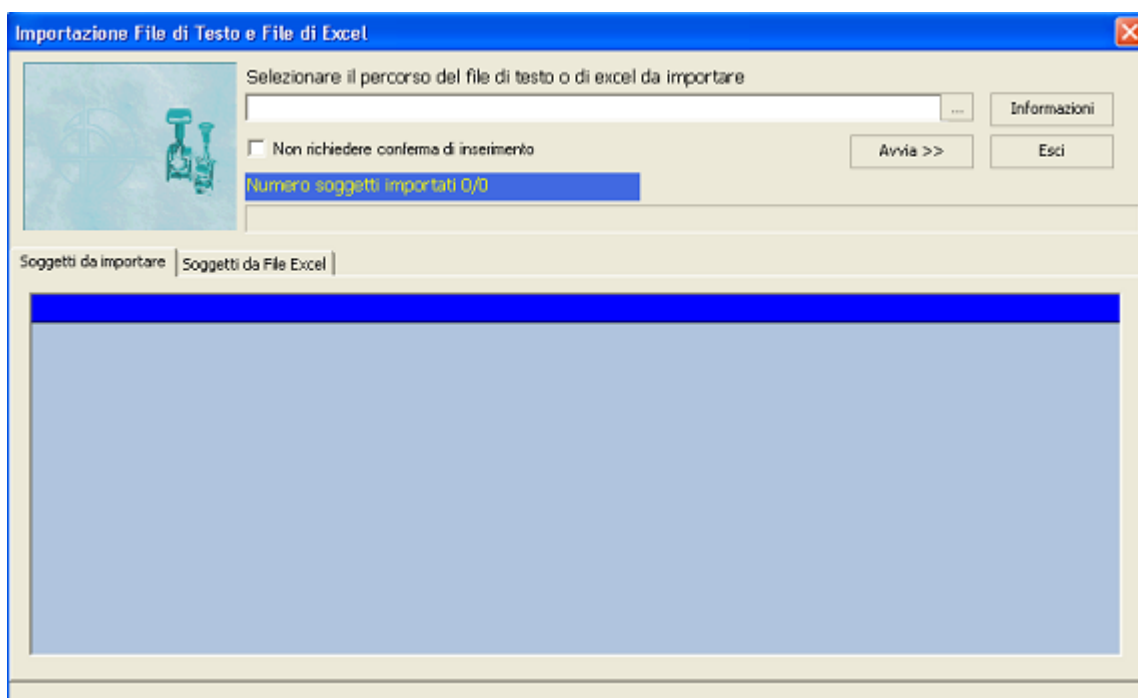 Importazione File di Testo e File di Excel
Selezionare il percorso del file di testo o di excel da importare
...
Informazioni
Non richiedere conferma di inserimento
Avvia >>
Esci
Numero soggetti importati 0/0
Soggetti da importare
Soggetti da File Excel